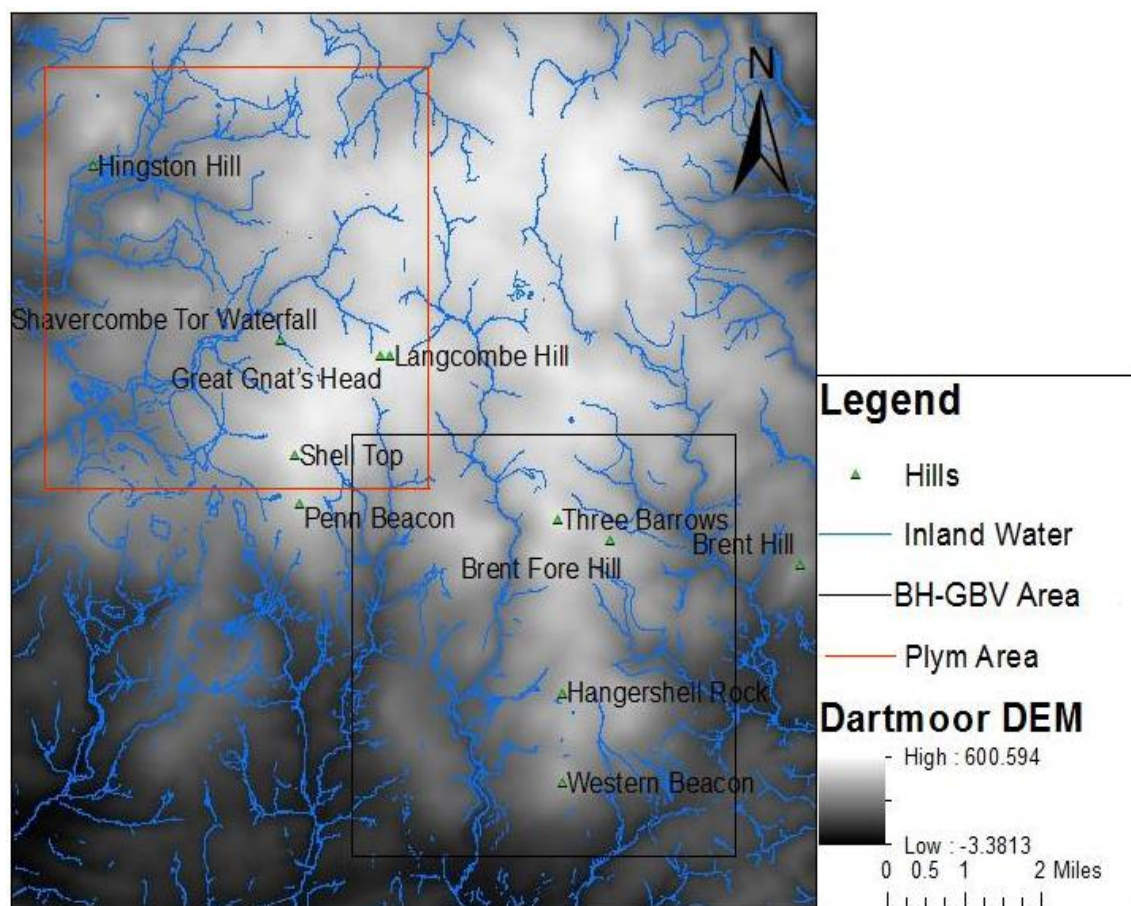 N
Hingston Hill
Shavercombe Tor Waterfall
Langcombe Hill
Great Gnat's Head
Shell Top
Penn Beacon
Three Barrows
Brent Hill
Brent Fore Hill
Hangershell Rock
Western Beacon
Legend
Hills
Inland Water
BH-GBV Area
Plym Area
Dartmoor DEM
High : 600.594
Low : -3.3813
0 0.5 1 2 Miles